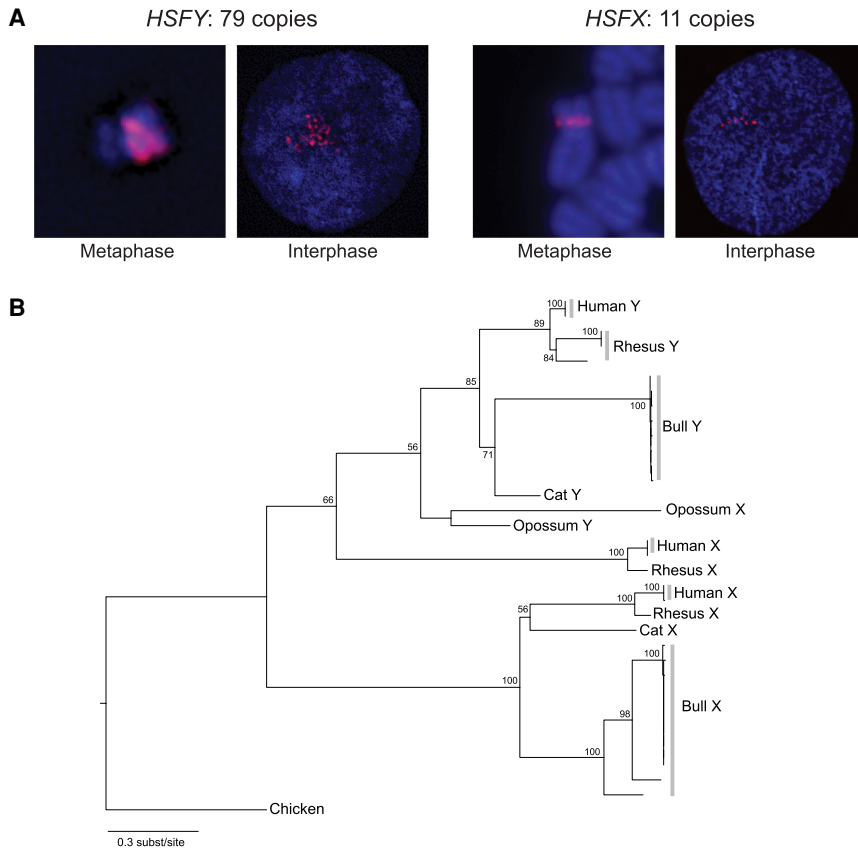 A
HSFY: 79 copies
HSFX: 11 copies
Metaphase
Interphase
Metaphase
Interphase
B
100
Human Y
89
100
Rhesus Y
84
85
100
Bull Y
71
56
Cat Y
Opossum X
66
Opossum Y
Human X
100
Rhesus X
100
Human X
100
56
Rhesus X
Cat X
100
100
Bull X
98
100
Chicken
0.3 subst/site